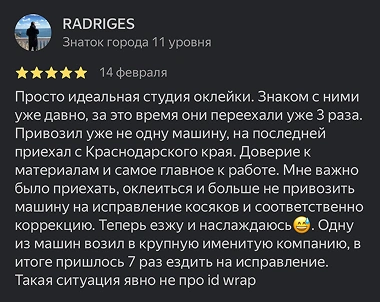 RADRIGES
Знаток города 11 уровня
14 февраля
Просто идеальная студия оклейки. Знаком с ними
уже давно, за это время они переехали уже 3 раза.
Привозил уже не одну машину, на последней
приехал с Краснодарского края. Доверие к
материалам и самое главное к работе. Мне важно
было приехать, оклеиться и больше не привозить
машину на исправление косяков и соответственно
коррекцию. Теперь езжу и наслаждаюсь😅. Одну
из машин возил в крупную именитую компанию, в
итоге пришлось 7 раз ездить на исправление.
Такая ситуация явно не про id wrap